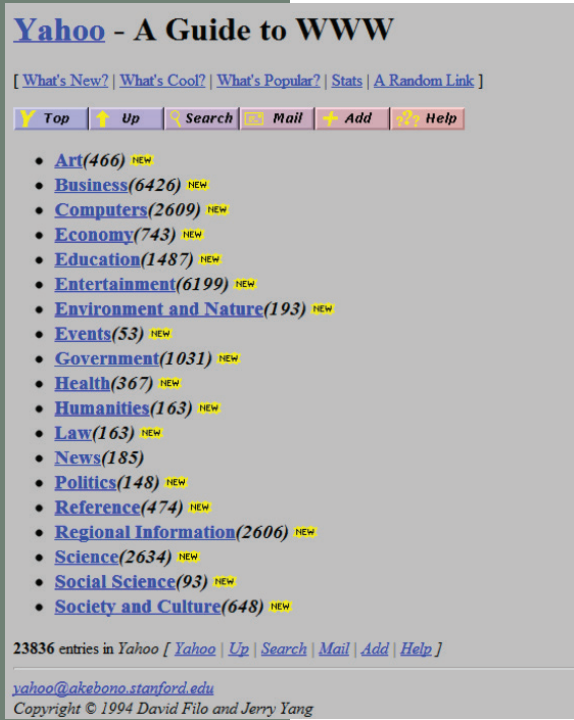 Yahoo - A Guide to WWW
[ What's New? | What's Cool? | What's Popular? | Stats | A Random Link ]
Y Top Up Search Mail + Add ??? Help
Art(466) NEW
Business(6426) NEW
Computers(2609) NEW
Economy(743) NEW
Education(1487) NEW
Entertainment(6199) NEW
Environment and Nature(193) NEW
Events(53) NEW
Government(1031) NEW
Health(367) NEW
Humanities(163) NEW
Law(163) NEW
News(185)
Politics(148) NEW
Reference(474) NEW
Regional Information(2606) NEW
Science(2634) NEW
Social Science(93) NEW
Society and Culture(648) NEW
23836 entries in Yahoo [ Yahoo | Up | Search | Mail | Add | Help ]
yahoo@akebono.stanford.edu
Copyright © 1994 David Filo and Jerry Yang